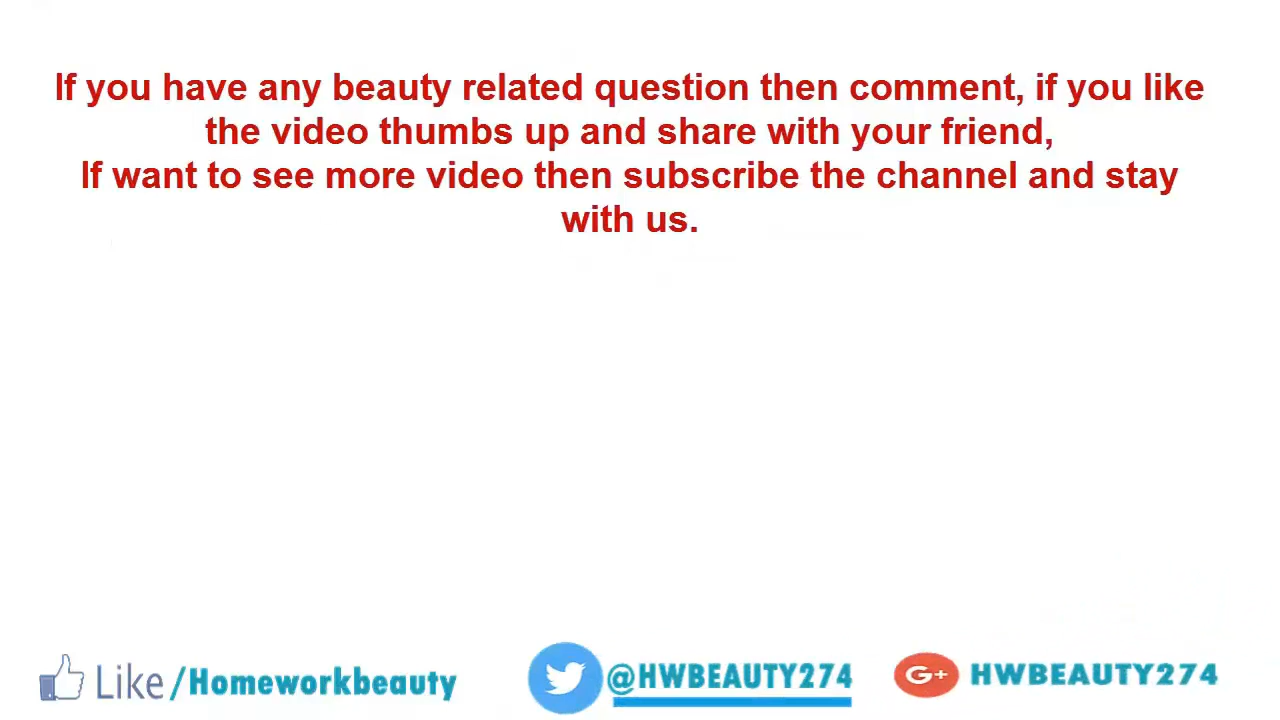 If you have any beauty related question then comment, if you like
the video thumbs up and share with your friend,
If want to see more video then subscribe the channel and stay
with us.
Like /Homeworkbeauty
@HWBEAUTY274
G+ HWBEAUTY274